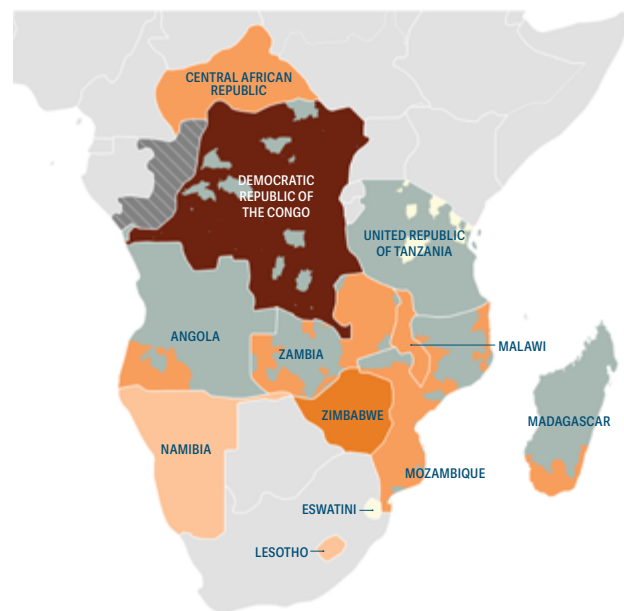 CENTRAL AFRICAN
REPUBLIC
DEMOCRATIC
REPUBLIC OF
THE CONGO
UNITED REPUBLIC
OF TANZANIA
ANGOLA
ZAMBIA
MALAWI
ZIMBABWE
MADAGASCAR
NAMIBIA
MOZAMBIQUE
ESWATINI
LESOTHO